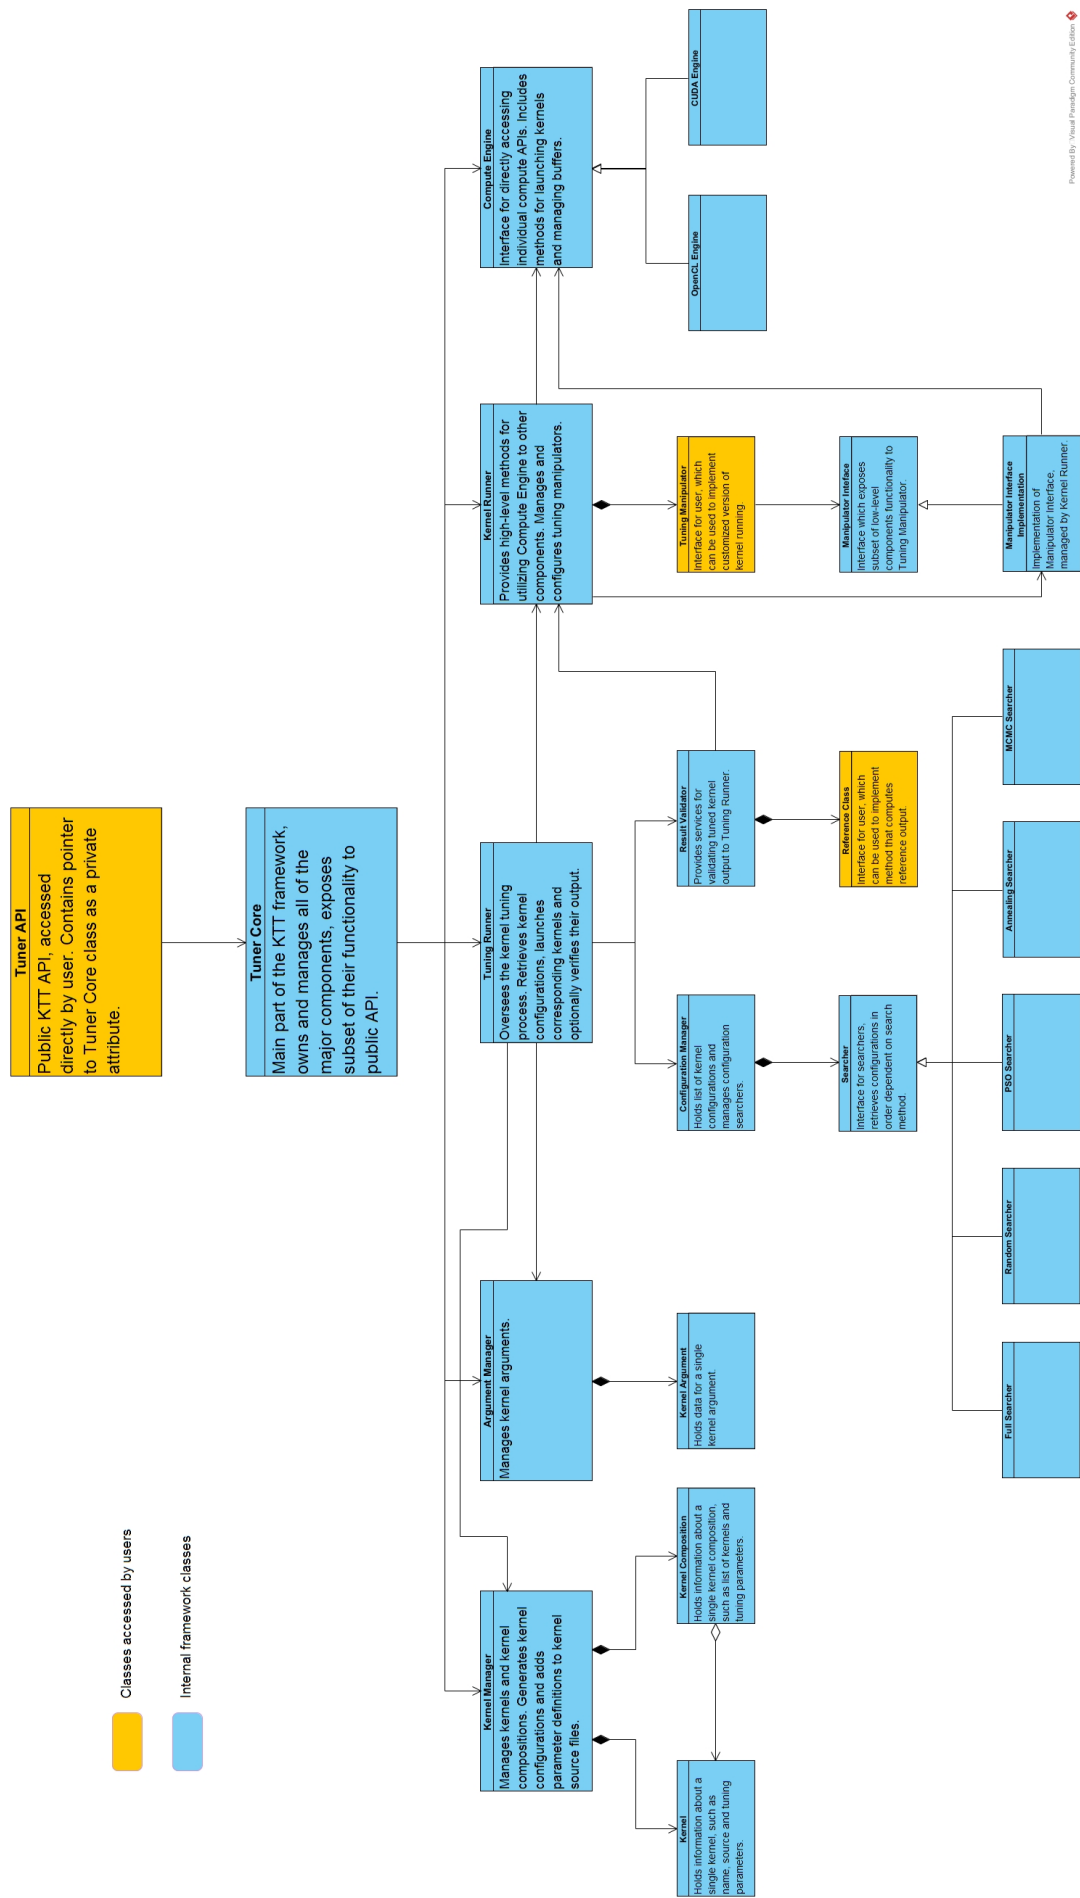 Tuner API
Public KTT API, accessed
directly by user. Contains pointer
to Tuner Core class as a private
attribute.
Classes accessed by users
Internal framework classes
Tuner Core
Main part of the KTT framework,
owns and manages all of the
major components, exposes
subset of their functionality to
public API.
Kernel Manager
Manages kernels and kernel
compositions. Generates kernel
configurations and adds
parameter definitions to kernel
source files.
Argument Manager
Manages kernel arguments.
Tuning Runner
Oversees the kernel tuning
process. Retrieves kernel
configurations, launches
corresponding kernels and
optionally verifies their output.
Kernel Runner
Provides high-level methods for
utilizing Compute Engine to other
components. Manages and
configures tuning manipulators.
Compute Engine
Interface for directly accessing
individual compute APIs. Includes
methods for launching kernels
and managing buffers.
Kernel
Holds information about a
single kernel, such as
name, source and tuning
parameters.
Kernel Composition
Holds information about a
single kernel composition,
such as list of kernels and
tuning parameters.
Kernel Argument
Holds data for a single
kernel argument.
Configuration Manager
Holds list of kernel
configurations and
manages configuration
searchers.
Result Validator
Provides services for
validating tuned kernel
output to Tuning Runner.
Tuning Manipulator
Interface for user, which
can be used to implement
customized version of
kernel running.
OpenCL Engine
CUDA Engine
Searcher
Interface for searchers,
retrieves configurations in
order dependent on search
method.
Reference Class
Interface for user, which
can be used to implement
method that computes
reference output.
Manipulator Inteface
Interface which exposes
subset of low-level
components functionality to
Tuning Manipulator.
Full Searcher
Random Searcher
PSO Searcher
Annealing Searcher
MCMC Searcher
Manipulator Interface
Implementation
Implementation of
Manipulator Interface,
managed by Kernel Runner.
Powered By Visual Paradigm Community Edition